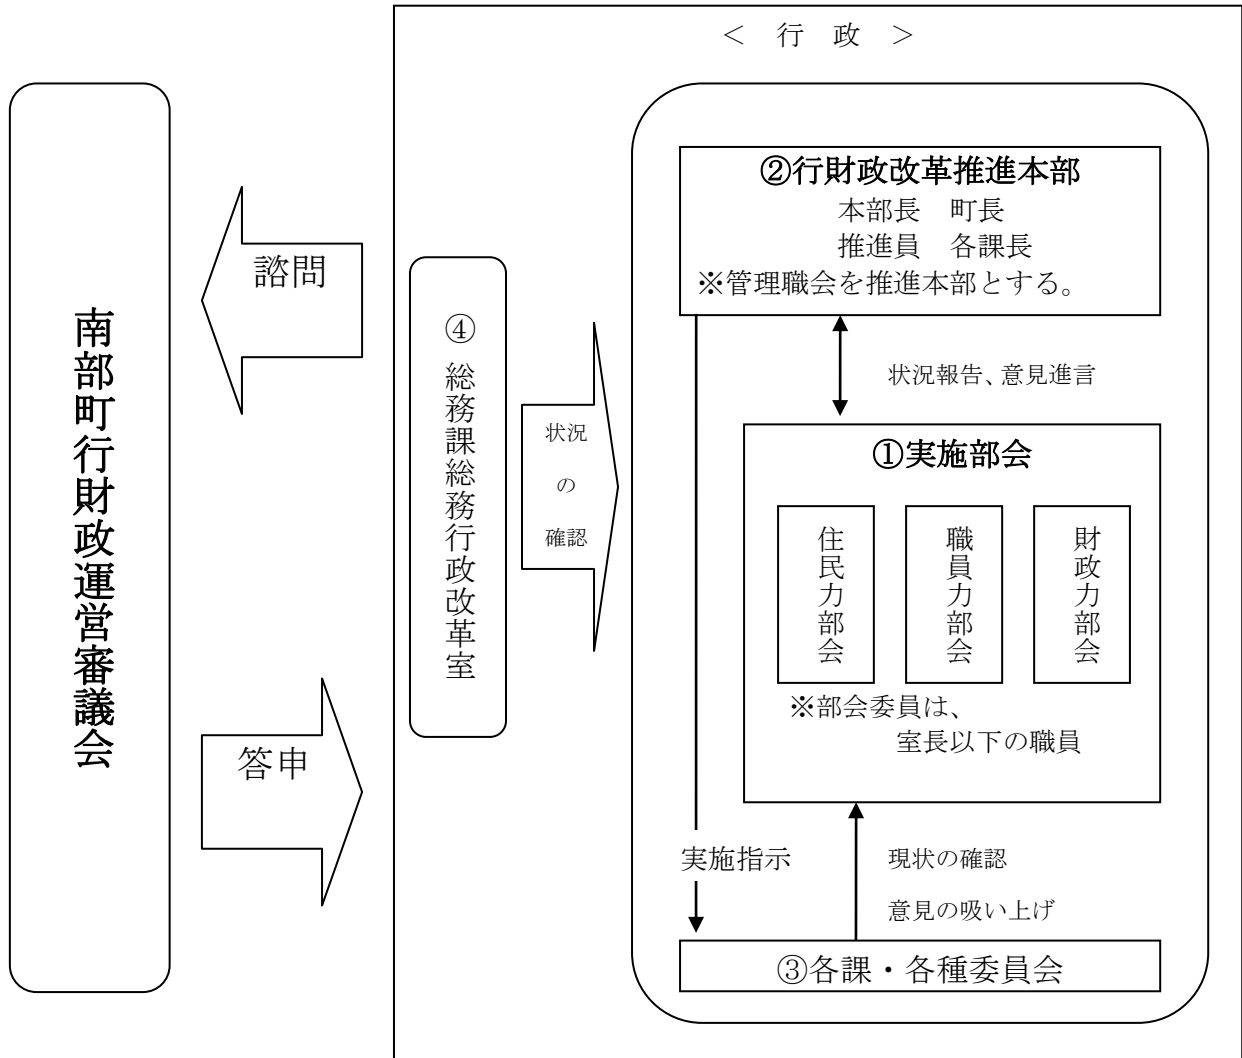 ＜　行　政　＞
南部町行財政運営審議会
諮問
答申
④総務課総務行政改革室
状況
の
確認
②行財政改革推進本部
本部長　町長
推進員　各課長
※管理職会を推進本部とする。
状況報告、意見進言
①実施部会
住民力部会
職員力部会
財政力部会
※部会委員は、
室長以下の職員
実施指示
現状の確認
意見の吸い上げ
③各課・各種委員会